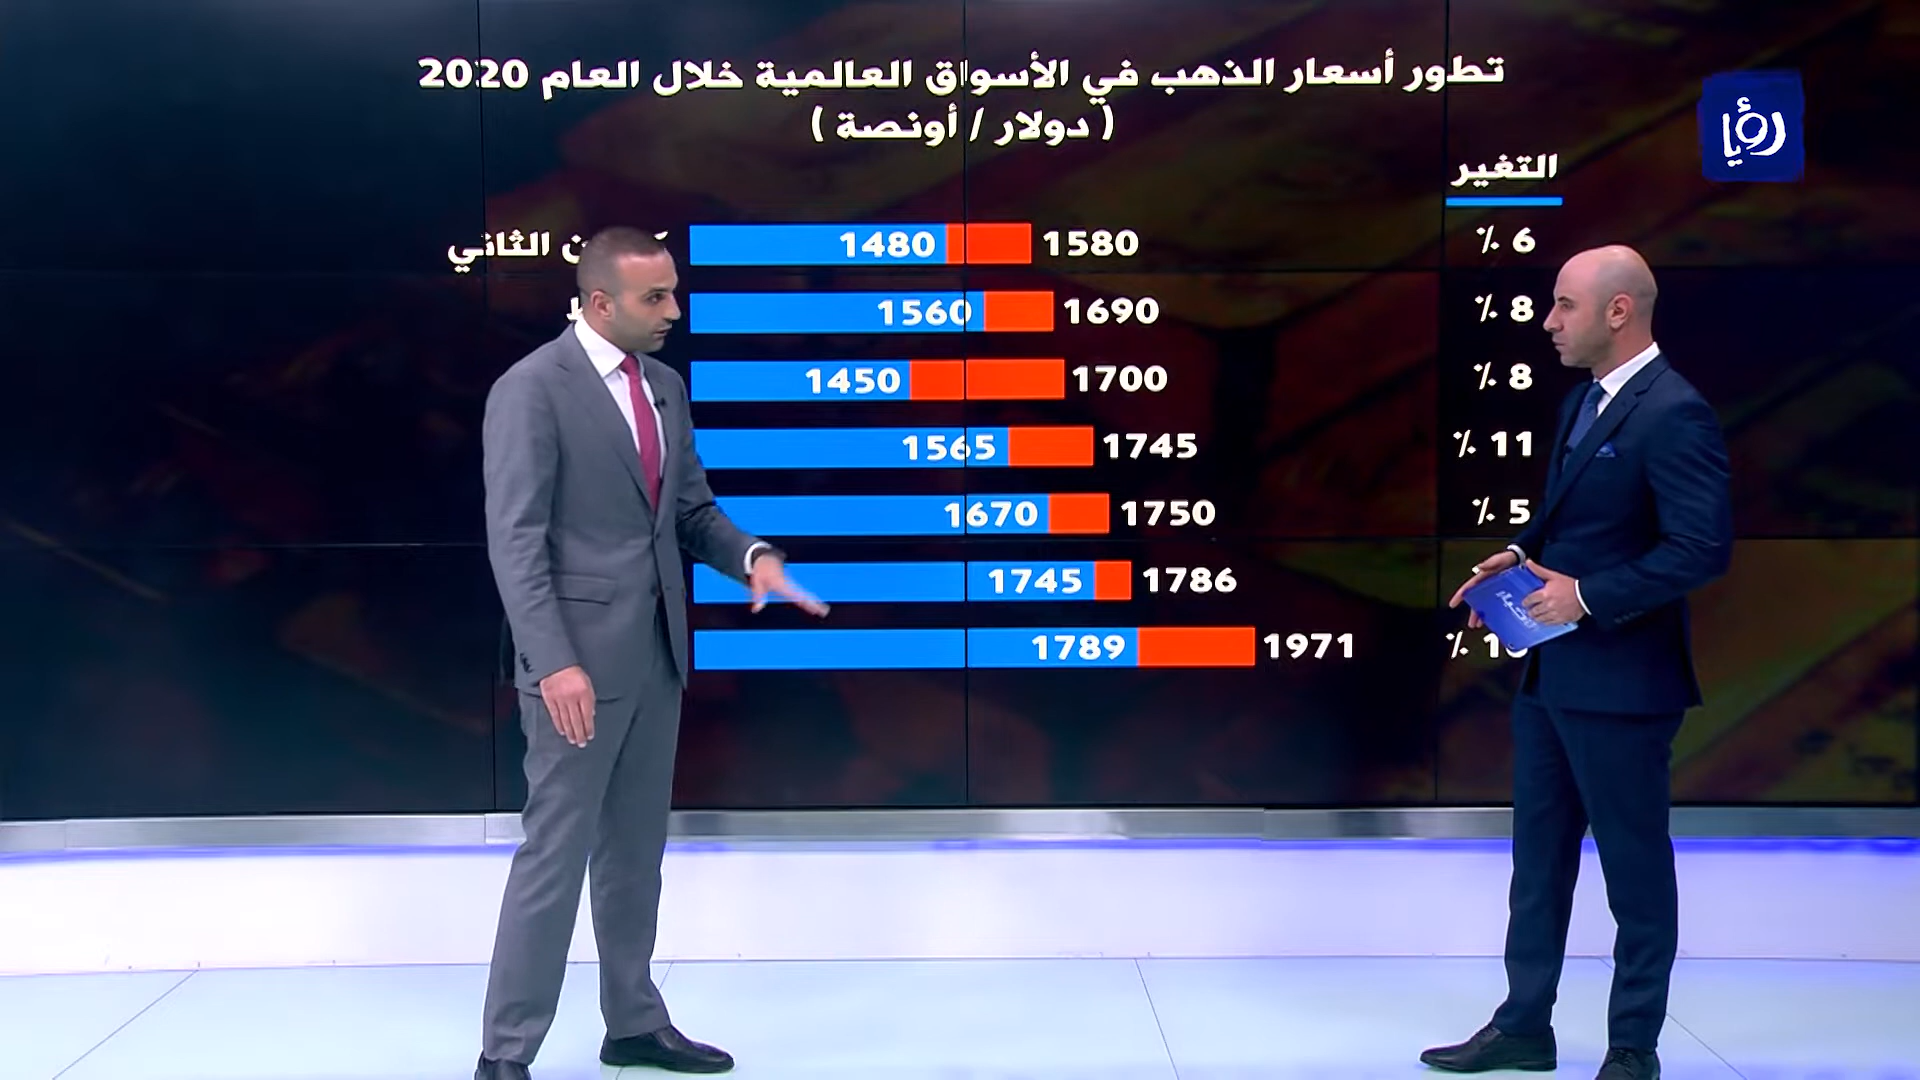 تطور أسعار الذهب في الأسواق العالمية خلال العام 2020
( دولار / أونصة )
رؤيا
التغير
الثاني 1480 1580 6 %
1560 1690 8 %
1450 1700 8 %
1565 1745 11 %
1670 1750 5 %
1745 1786
1789 1971 %